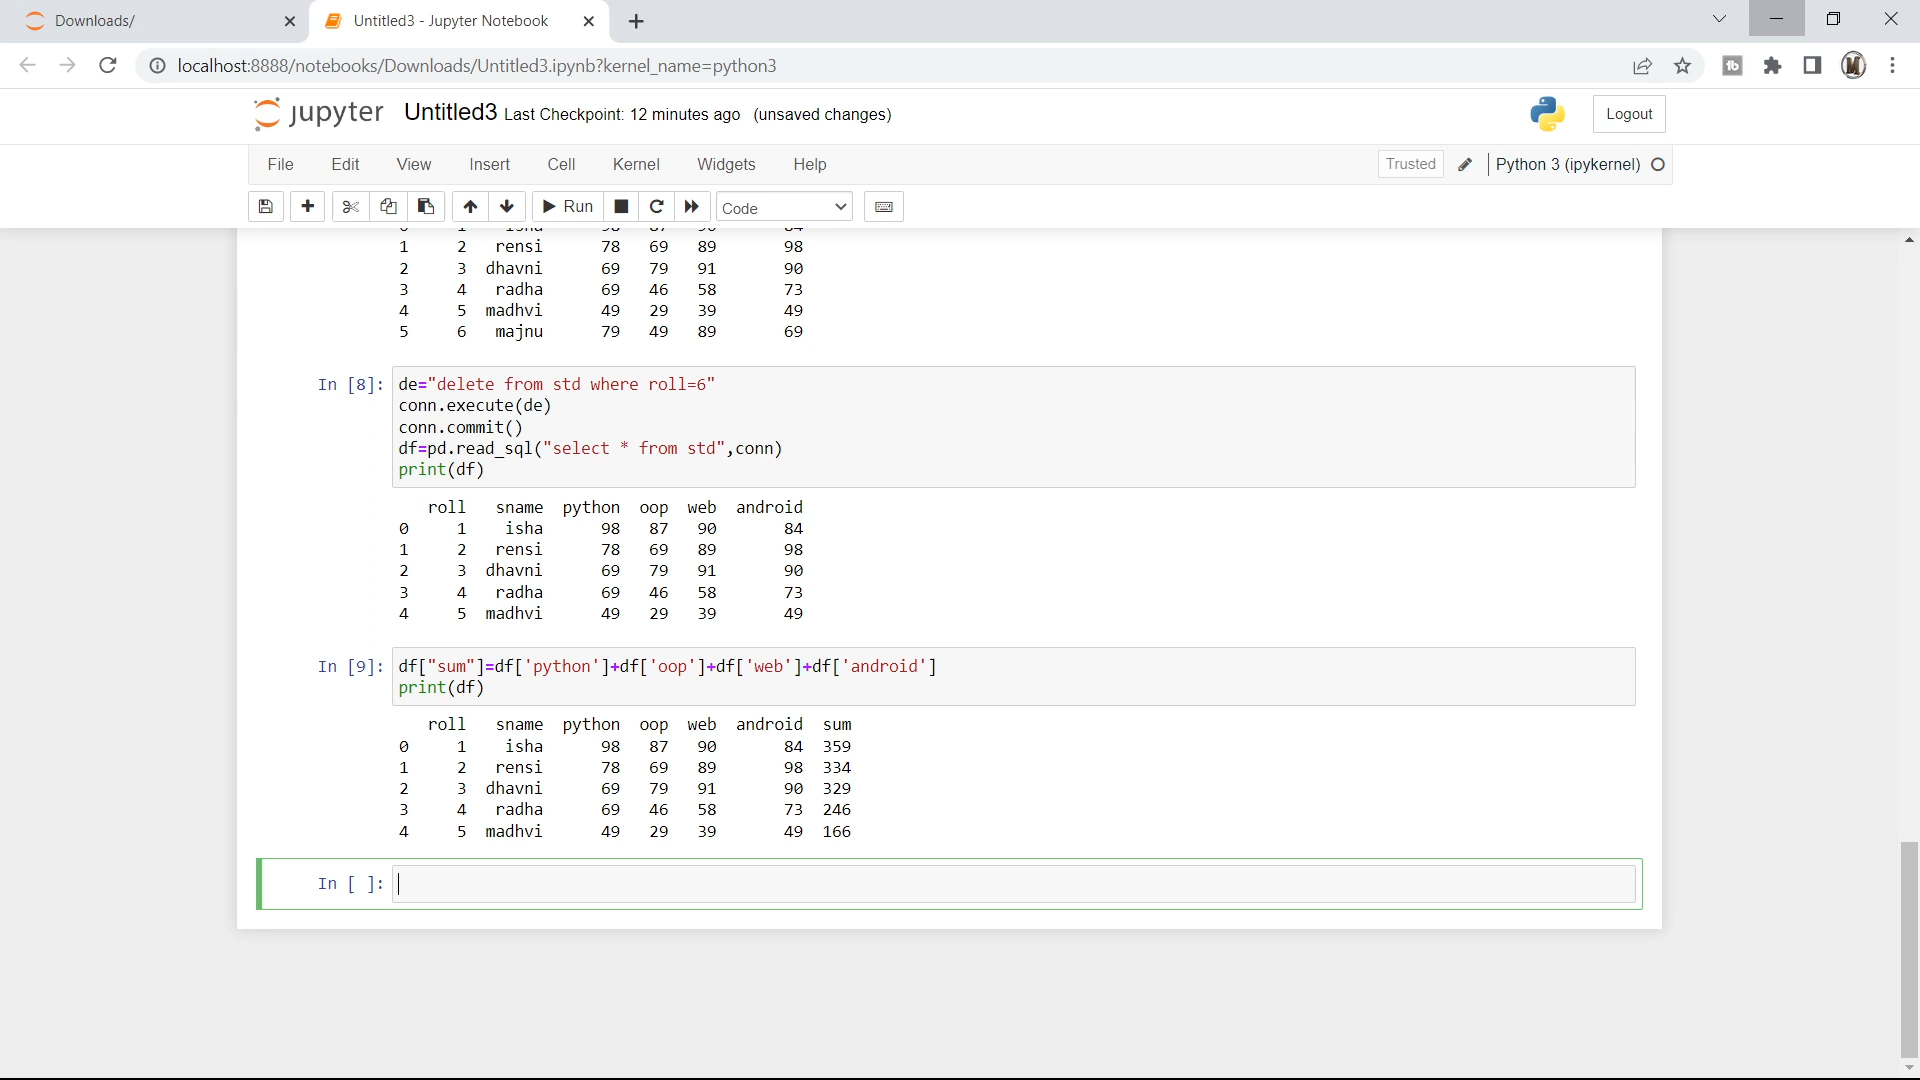 Downloads/
Untitled3 - Jupyter Notebook
localhost:8888/notebooks/Downloads/Untitled3.ipynb?kernel_name=python3
jupyter Untitled3 Last Checkpoint: 12 minutes ago (unsaved changes)
Logout
File Edit View Insert Cell Kernel Widgets Help
Trusted
Python 3 (ipykernel)
Run
Code
1 2 rensi 78 69 89 98
2 3 dhavni 69 79 91 90
3 4 radha 69 46 58 73
4 5 madhvi 49 29 39 49
5 6 majnu 79 49 89 69
In [8]: de="delete from std where roll=6"
conn.execute(de)
conn.commit()
df=pd.read_sql("select * from std",conn)
print(df)
roll sname python oop web android
0 1 isha 98 87 90 84
1 2 rensi 78 69 89 98
2 3 dhavni 69 79 91 90
3 4 radha 69 46 58 73
4 5 madhvi 49 29 39 49
In [9]: df["sum"]=df['python']+df['oop']+df['web']+df['android']
print(df)
roll sname python oop web android sum
0 1 isha 98 87 90 84 359
1 2 rensi 78 69 89 98 334
2 3 dhavni 69 79 91 90 329
3 4 radha 69 46 58 73 246
4 5 madhvi 49 29 39 49 166
In [ ]: